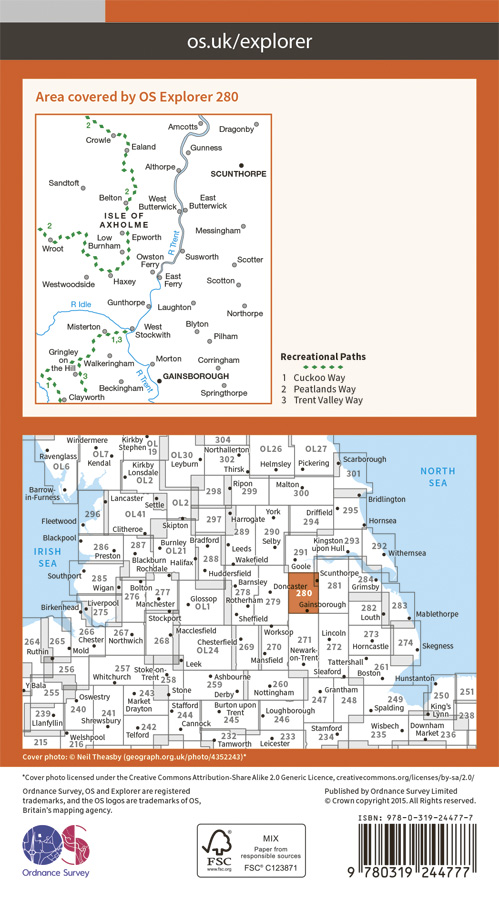 os.uk/explorer
Area covered by OS Explorer 280
2
Crowle
Ealand
Amcotts
Dragonby
Gunness
Althorpe
SCUNTHORPE
Sandtoft
Belton
2
West
Butterwick
East
Butterwick
ISLE OF
AXHOLME
2
Wroot
Low
Burnham
Epworth
Messingham
R Trent
Owston
Ferry
Susworth
Scotter
Westwoodside
Haxey
East
Ferry
Scotton
R Idle
Gunthorpe
Laughton
Northorpe
Misterton
West
Stockwith
Blyton
1,3
Pilham
Gringley
on
the Hill
Walkeringham
Morton
Corringham
R Trent
GAINSBOROUGH
1
3
Beckingham
Springthorpe
Clayworth
Recreational Paths
1 Cuckoo Way
2 Peatlands Way
3 Trent Valley Way
Windermere
Kirkby
Stephen
OL
19
304
Northallerton
302
OL26
OL27
Ravenglass
OL6
OL7
Kendal
OL30
Leyburn
Thirsk
Helmsley
Pickering
Scarborough
301
NORTH
SEA
Kirkby
Lonsdale
OL2
Barrow-
in-Furness
Ripon
298
299
Malton
300
Bridlington
Lancaster
Settle
OL2
296
OL41
Fleetwood
Skipton
297
Harrogate
York
Driffield
294
295
Hornsea
Clitheroe
Blackpool
286
Preston
287
Burnley
OL21
Bradford
288
289
Leeds
290
Selby
Kingston
upon Hull
293
292
Withernsea
IRISH
SEA
Blackburn
Rochdale
Halifax
Wakefield
291
Goole
Southport
285
Wigan
Bolton
276
277
Manchester
Huddersfield
Barnsley
278
Rotherham
Doncaster
279
280
Scunthorpe
281
284
Grimsby
Birkenhead
Liverpool
275
Glossop
OL1
Sheffield
Gainsborough
282
Louth
283
Mablethorpe
Stockport
264
Ruthin
265
Mold
266
Chester
267
Northwich
268
Macclesfield
Chesterfield
OL24
269
Worksop
270
Mansfield
271
Newark-
on-Trent
Lincoln
272
273
Horncastle
274
Skegness
256
257
Whitchurch
Stoke-on-
Trent
258
Leek
Ashbourne
259
Derby
260
Nottingham
Sleaford
Tattershall
261
Boston
Hunstanton
Y Bala
255
Oswestry
240
243
Market
Drayton
Stone
Grantham
247
248
249
Spalding
250
King's
Lynn
251
239
Llanfyllin
241
Shrewsbury
242
Telford
Stafford
244
Cannock
Burton upon
Trent
245
Loughborough
246
238
215
Welshpool
216
232
Tamworth
233
Leicester
234
Stamford
235
Wisbech
Downham
Market
236
Cover photo: © Neil Theasby (geograph.org.uk/photo/4352243)*
*Cover photo licensed under the Creative Commons Attribution-Share Alike 2.0 Generic Licence, creativecommons.org/licenses/by-sa/2.0/
Ordnance Survey, OS and Explorer are registered
trademarks, and the OS logos are trademarks of OS,
Britain's mapping agency.
Published by Ordnance Survey Limited
© Crown copyright 2015. All Rights reserved.
Ordnance Survey
FSC
www.fsc.org
MIX
Paper from
responsible sources
FSC® C123871
ISBN: 978-0-319-24477-7
9 780319 244777